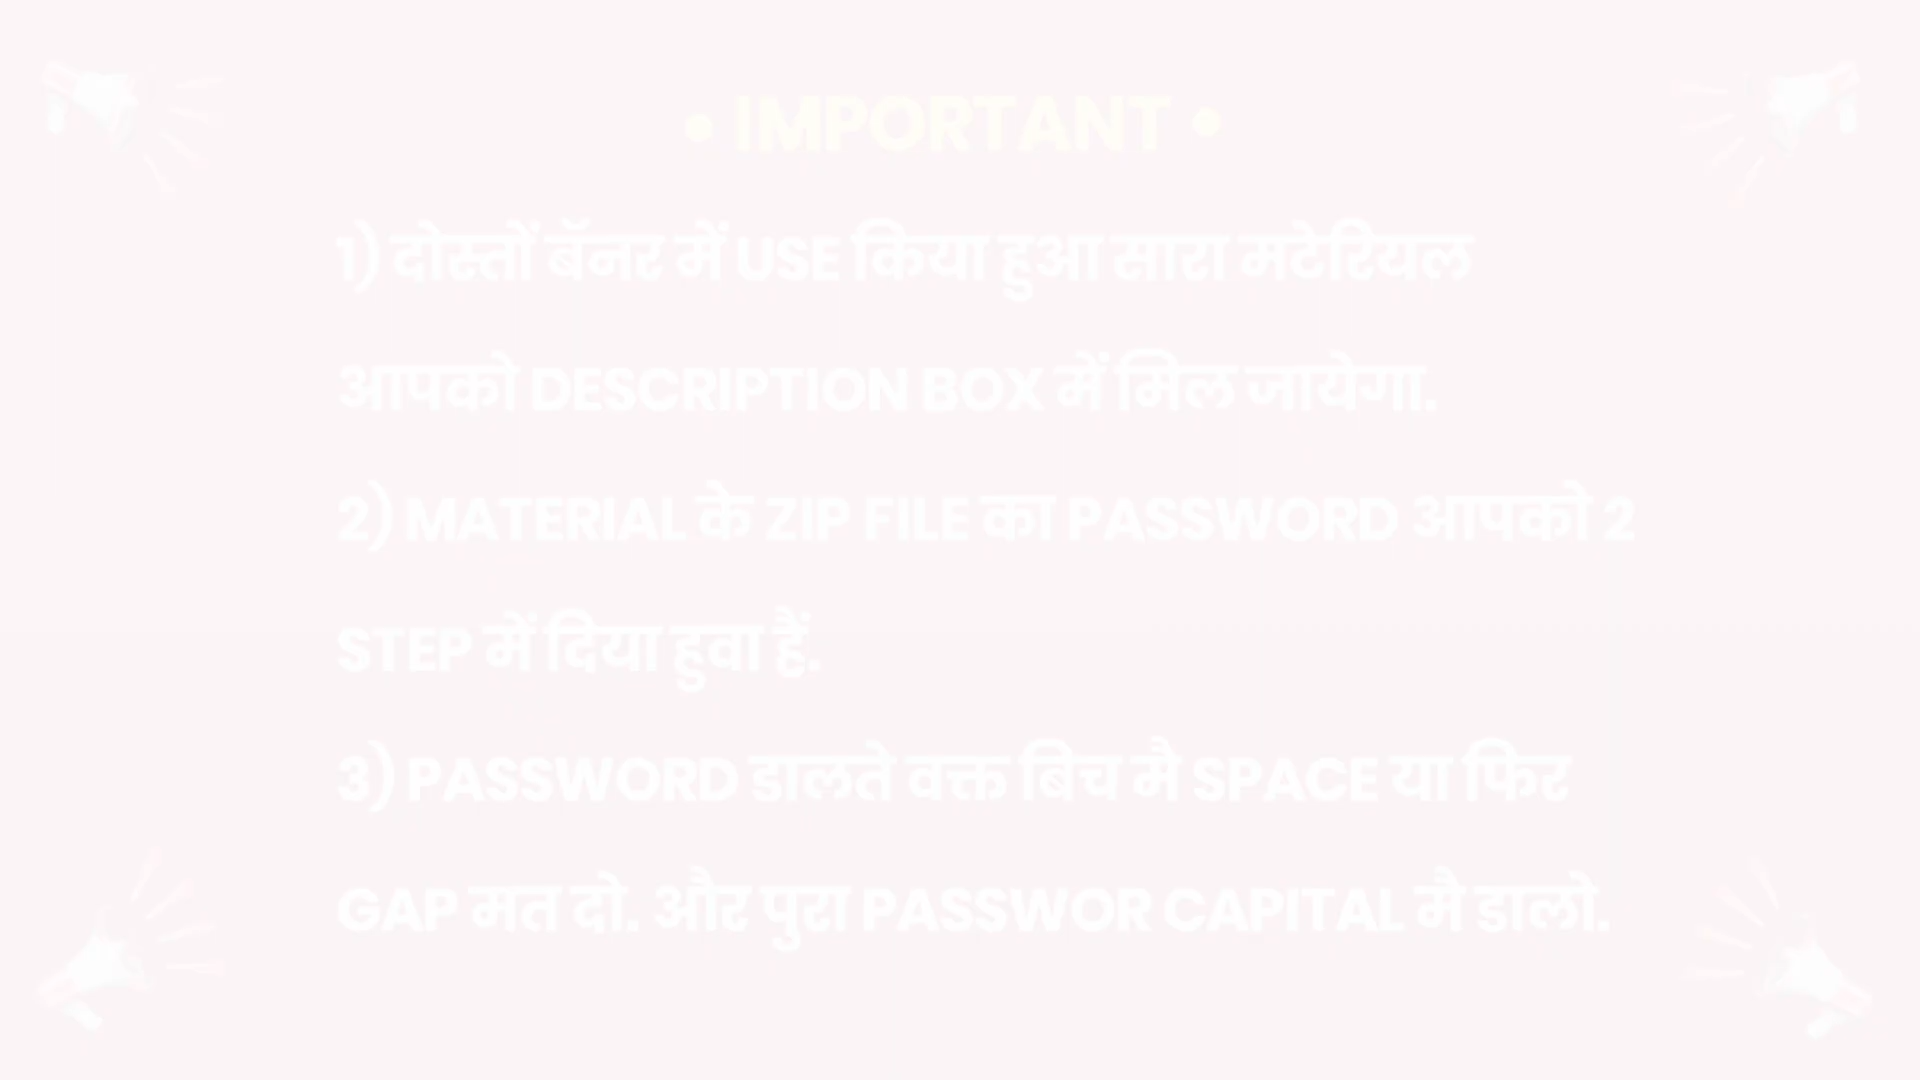 • IMPORTANT •
1) दोस्तों बॅनर में USE किया हुआ सारा मटेरियल
आपको DESCRIPTION BOX में मिल जायेगा.
2) MATERIAL के ZIP FILE का PASSWORD आपको 2
STEP में दिया हुवा हैं.
3) PASSWORD डालते वक्त बिच मै SPACE या फिर
GAP मत दो. और पुरा PASSWOR CAPITAL मै डालो.